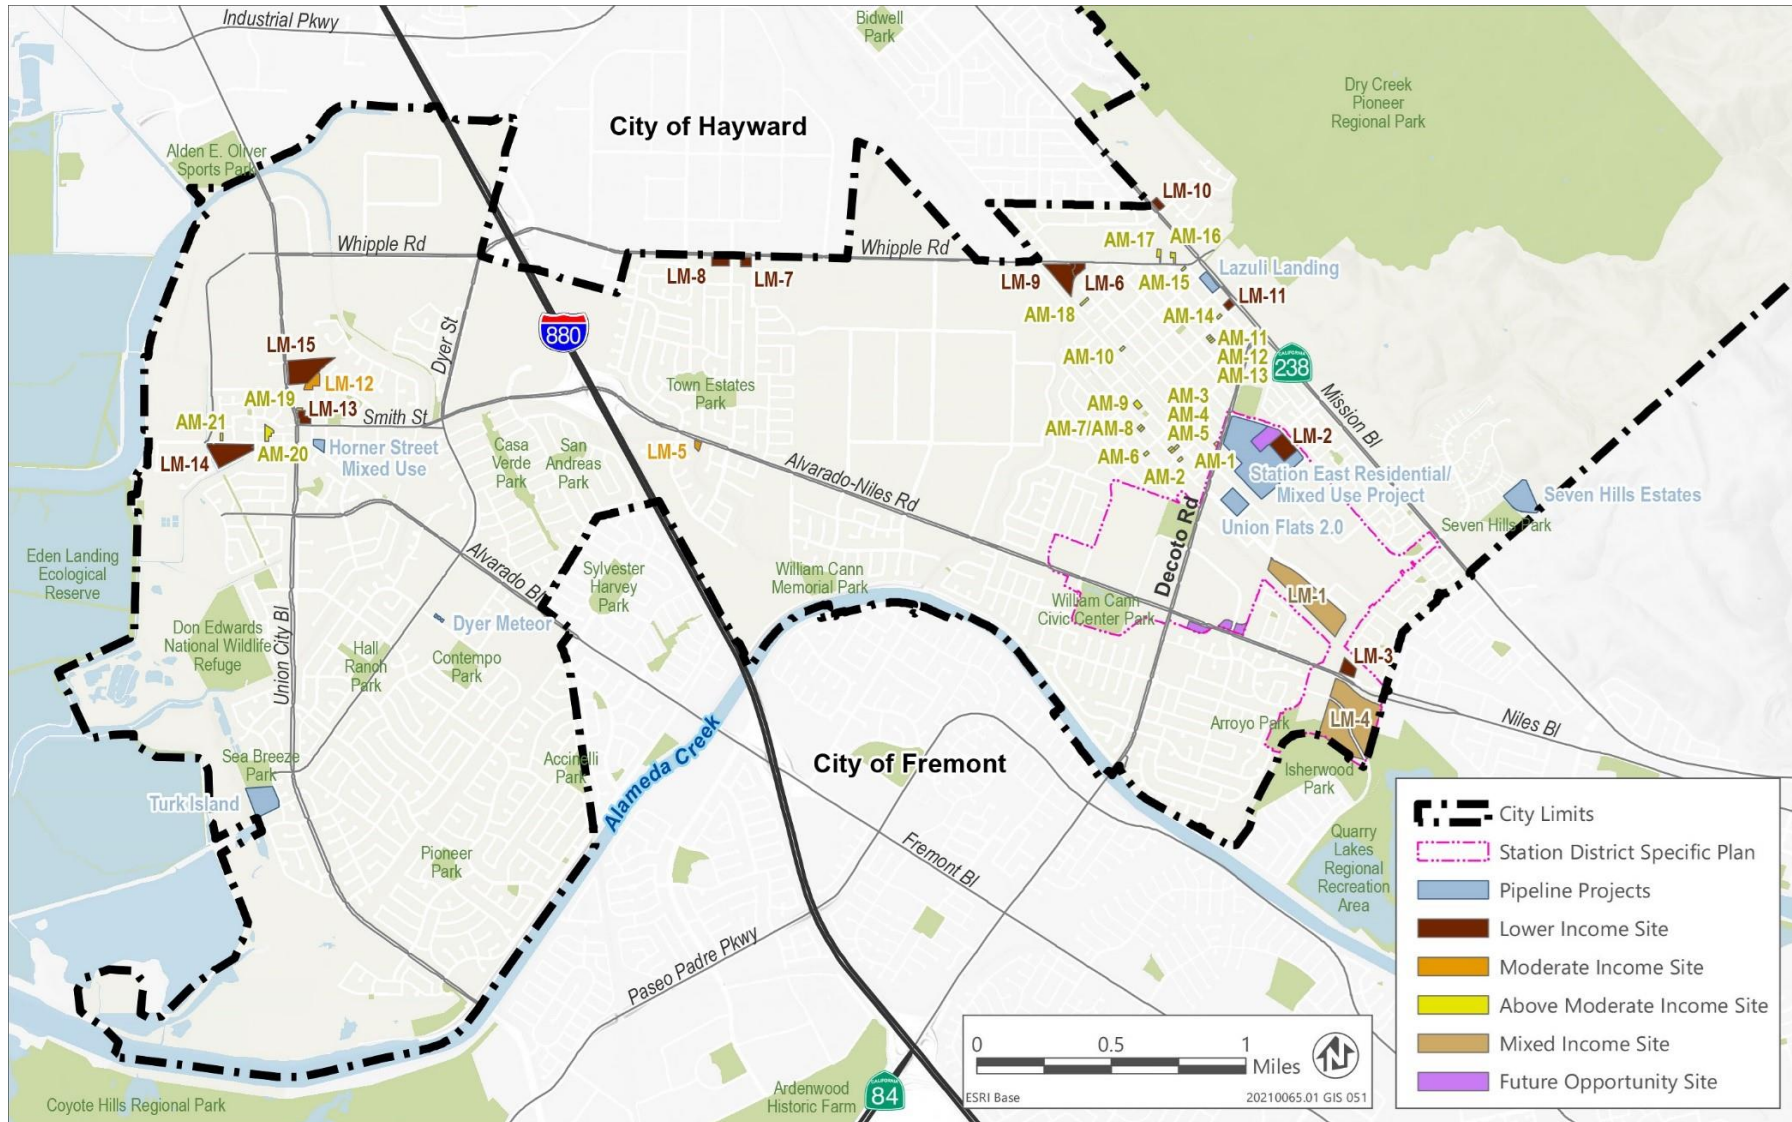 Industrial Pkwy
Bidwell
Park
Dry Creek
Pioneer
Regional Park
City of Hayward
Alden E. Oliver
Sports Park
LM-10
Whipple Rd
Whipple Rd
AM-17
AM-16
LM-8
LM-7
LM-9
LM-6
AM-15
Lazuli Landing
LM-11
AM-18
AM-14
880
Dyer St
AM-11
AM-12
AM-13
CALIFORNIA
238
LM-15
LM-12
AM-10
Mission Bl
Town Estates
Park
AM-19
LM-13
Smith St
AM-9
AM-3
AM-4
AM-5
AM-7/AM-8
AM-21
AM-20
LM-14
Horner Street
Mixed Use
Casa
Verde
Park
San
Andreas
Park
LM-5
AM-6
AM-2
AM-1
LM-2
Station East Residential/
Mixed Use Project
Alvarado-Niles Rd
Seven Hills Estates
Seven Hills Park
Union Flats 2.0
Decoto Rd
Eden Landing
Ecological
Reserve
Alvarado Bl
Sylvester
Harvey
Park
William Cann
Memorial Park
William Cann
Civic Center Park
LM-1
Don Edwards
National Wildlife
Refuge
Union City Bl
Hall
Ranch
Park
Dyer Meteor
Contempo
Park
LM-3
LM-4
Arroyo Park
Niles Bl
Alameda Creek
City of Fremont
Sea Breeze
Park
Accinelli
Park
Isherwood
Park
Turk Island
Pioneer
Park
Fremont Bl
Quarry
Lakes
Regional
Recreation
Area
Paseo Padre Pkwy
Coyote Hills Regional Park
Ardenwood
Historic Farm
CALIFORNIA
84
City Limits
Station District Specific Plan
Pipeline Projects
Lower Income Site
Moderate Income Site
Above Moderate Income Site
Mixed Income Site
Future Opportunity Site
0 0.5 1
Miles
N
ESRI Base
20210065.01 GIS 051